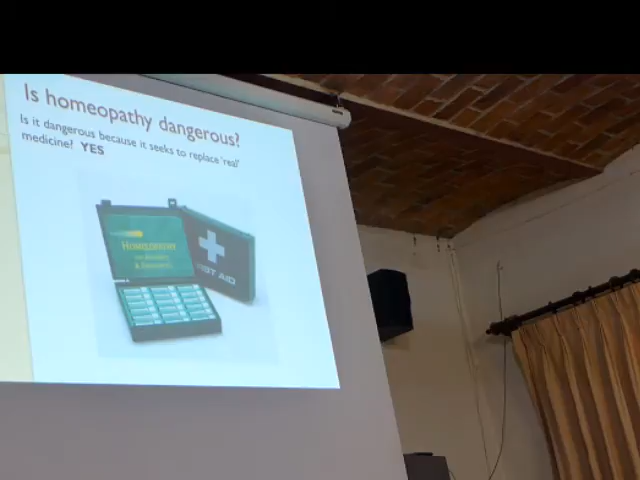 Is homeopathy dangerous?
Is it dangerous because it seeks to replace 'real'
medicine? YES
HOMEOPATHY
FIRST AID